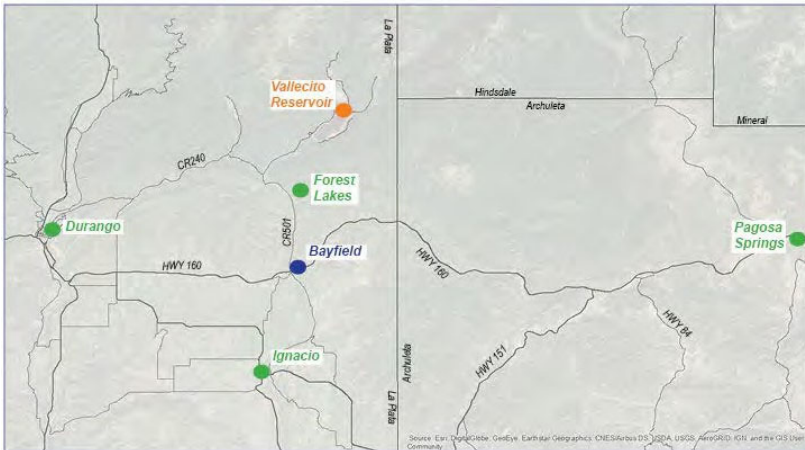 La Plata
Vallecito
Reservoir
Hindsdale
Archuleta
Mineral
CR240
Forest
Lakes
Durango
CR501
Pagosa
Springs
Bayfield
HWY 160
HWY 160
HWY 84
Ignacio
HWY 151
Archuleta
La Plata
Source: Esri, DigitalGlobe, GeoEye, Earthstar Geographics, CNES/Airbus DS, USDA, USGS, AeroGRID, IGN, and the GIS User
Community